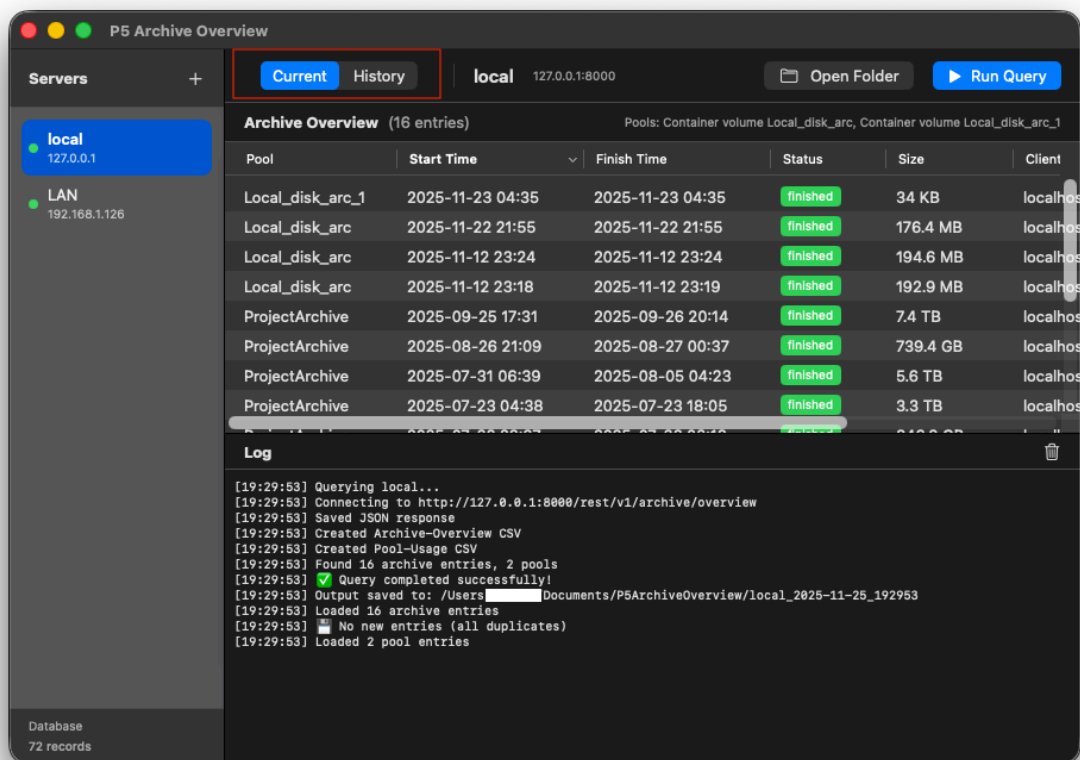 P5 Archive Overview
Servers +
Current History local 127.0.0.1:8000 Open Folder Run Query
local
127.0.0.1
LAN
192.168.1.126
Archive Overview (16 entries) Pools: Container volume Local_disk_arc, Container volume Local_disk_arc_1
Pool Start Time Finish Time Status Size Client
Local_disk_arc_1 2025-11-23 04:35 2025-11-23 04:35 finished 34 KB localhos
Local_disk_arc 2025-11-22 21:55 2025-11-22 21:55 finished 176.4 MB localhos
Local_disk_arc 2025-11-12 23:24 2025-11-12 23:24 finished 194.6 MB localhos
Local_disk_arc 2025-11-12 23:18 2025-11-12 23:19 finished 192.9 MB localhos
ProjectArchive 2025-09-25 17:31 2025-09-26 20:14 finished 7.4 TB localhos
ProjectArchive 2025-08-26 21:09 2025-08-27 00:37 finished 739.4 GB localhos
ProjectArchive 2025-07-31 06:39 2025-08-05 04:23 finished 5.6 TB localhos
ProjectArchive 2025-07-23 04:38 2025-07-23 18:05 finished 3.3 TB localhos
Log
[19:29:53] Querying local...
[19:29:53] Connecting to http://127.0.0.1:8000/rest/v1/archive/overview
[19:29:53] Saved JSON response
[19:29:53] Created Archive-Overview CSV
[19:29:53] Created Pool-Usage CSV
[19:29:53] Found 16 archive entries, 2 pools
[19:29:53] ✅ Query completed successfully!
[19:29:53] Output saved to: /Users Documents/P5ArchiveOverview/local_2025-11-25_192953
[19:29:53] Loaded 16 archive entries
[19:29:53] 💾 No new entries (all duplicates)
[19:29:53] Loaded 2 pool entries
Database
72 records